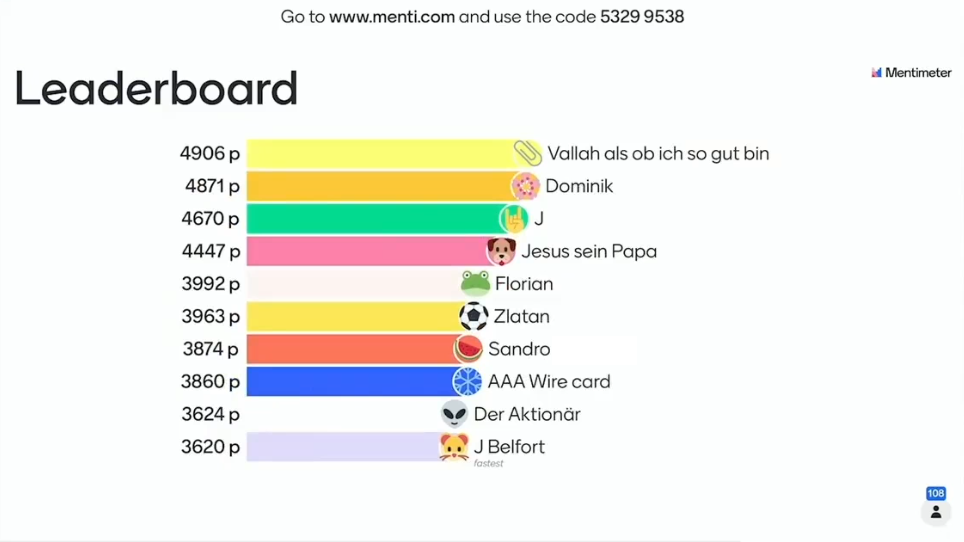 Go to www.menti.com and use the code 5329 9538
Mentimeter
Leaderboard
4906 p Vallah als ob ich so gut bin
4871 p Dominik
4670 p J
4447 p Jesus sein Papa
3992 p Florian
3963 p Zlatan
3874 p Sandro
3860 p AAA Wire card
3624 p Der Aktionär
3620 p J Belfort
fastest
108